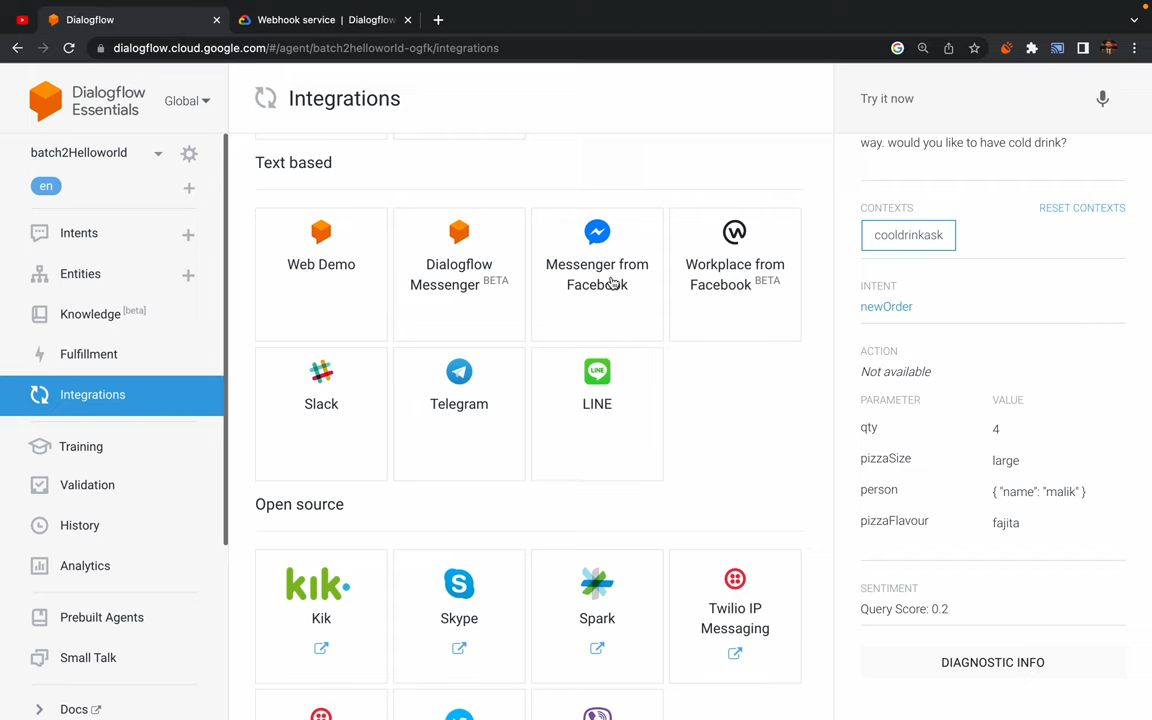 Dialogflow
Webhook service | Dialogflow
dialogflow.cloud.google.com/#/agent/batch2helloworld-ogfk/integrations
Dialogflow
Essentials
Global
batch2Helloworld
en
Intents
Entities
Knowledge [beta]
Fulfillment
Integrations
Training
Validation
History
Analytics
Prebuilt Agents
Small Talk
Docs
Integrations
Text based
Web Demo
Dialogflow
Messenger BETA
Messenger from
Facebook
Workplace from
Facebook BETA
Slack
Telegram
LINE
LINE
Open source
kik
Kik
Skype
Spark
Twilio IP
Messaging
Try it now
way. would you like to have cold drink?
CONTEXTS
RESET CONTEXTS
cooldrinkask
INTENT
newOrder
ACTION
Not available
PARAMETER VALUE
qty 4
pizzaSize large
person { "name": "malik" }
pizzaFlavour fajita
SENTIMENT
Query Score: 0.2
DIAGNOSTIC INFO